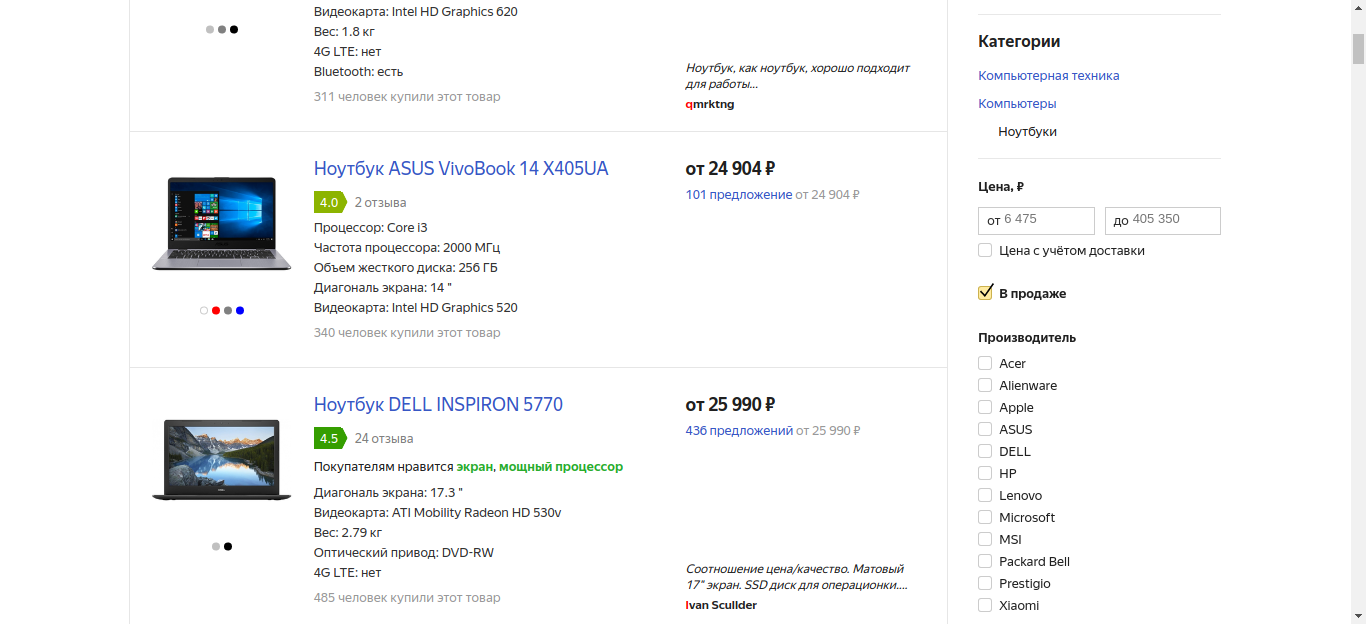 Видеокарта: Intel HD Graphics 620
Вес: 1.8 кг
4G LTE: нет
Bluetooth: есть
311 человек купили этот товар
Ноутбук, как ноутбук, хорошо подходит
для работы...
qmrktng
Ноутбук ASUS VivoBook 14 X405UA
4.0 2 отзыва
Процессор: Core i3
Частота процессора: 2000 МГц
Объем жесткого диска: 256 ГБ
Диагональ экрана: 14 "
Видеокарта: Intel HD Graphics 520
340 человек купили этот товар
от 24 904 ₽
101 предложение от 24 904 ₽
Ноутбук DELL INSPIRON 5770
4.5 24 отзыва
Покупателям нравится экран, мощный процессор
Диагональ экрана: 17.3 "
Видеокарта: ATI Mobility Radeon HD 530v
Вес: 2.79 кг
Оптический привод: DVD-RW
4G LTE: нет
485 человек купили этот товар
от 25 990 ₽
436 предложений от 25 990 ₽
Соотношение цена/качество. Матовый
17" экран. SSD диск для операционки....
Ivan Scullder
Категории
Компьютерная техника
Компьютеры
Ноутбуки
Цена, ₽
от 6 475 до 405 350
Цена с учётом доставки
В продаже
Производитель
Acer
Alienware
Apple
ASUS
DELL
HP
Lenovo
Microsoft
MSI
Packard Bell
Prestigio
Xiaomi